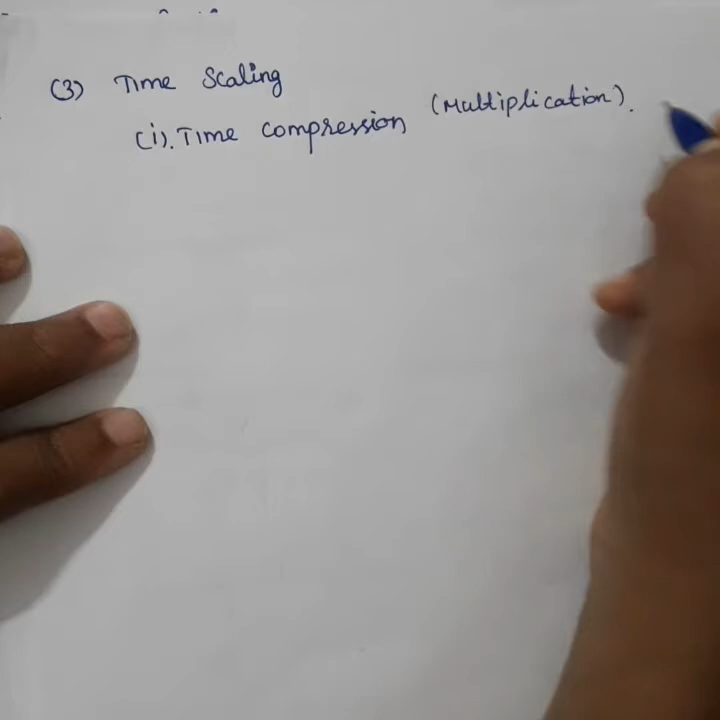 (3) Time Scaling
(i). Time compression (Multiplication).